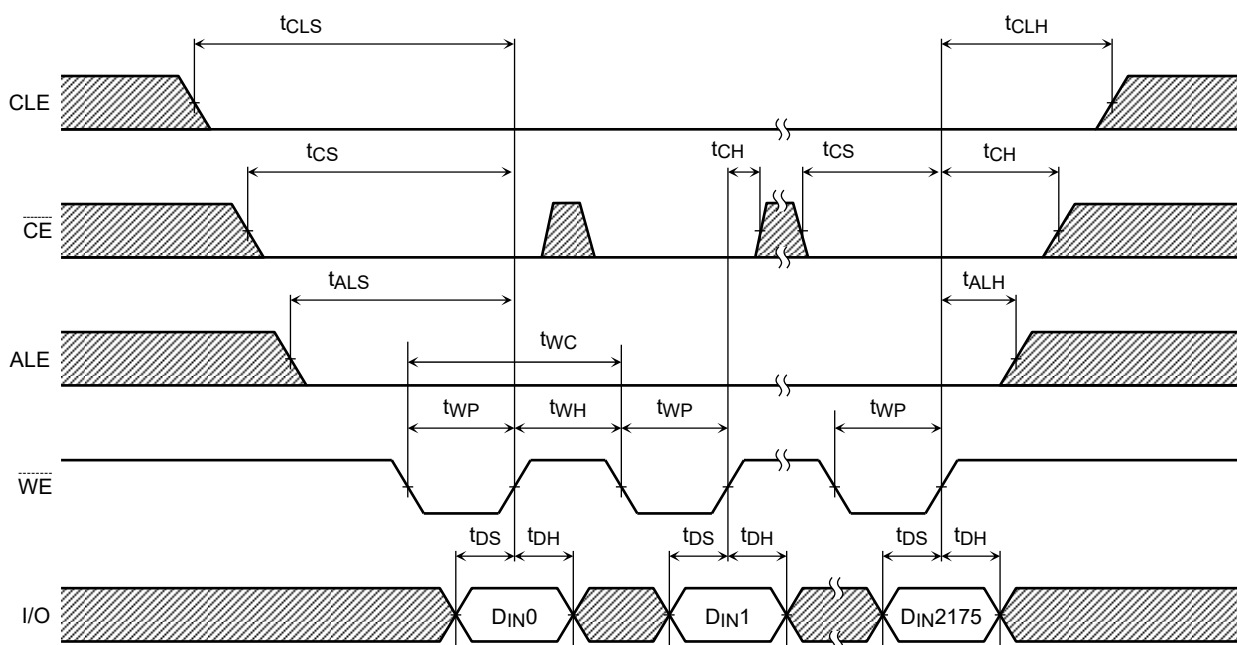 tCLS tCLH
CLE
tCS tCH tCS tCH
CE
tALS tALH
ALE
tWC
tWP tWH tWP tWP
WE
tDS tDH tDS tDH tDS tDH
I/O DIN0 DIN1 DIN2175